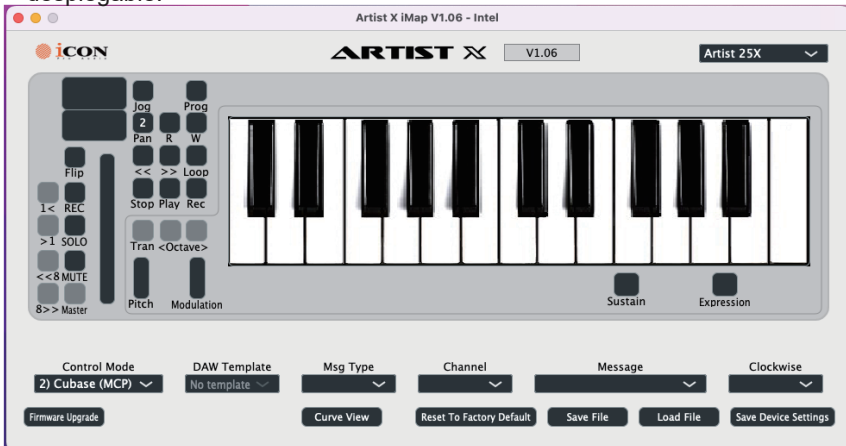 desplegable.
Artist X iMap V1.06 - Intel
iCON
PRO AUDIO
ARTIST X
V1.06
Artist 25X
Jog Prog
2
Pan R W
Flip << >> Loop
1< REC Stop Play Rec
>1 SOLO Tran <Octave>
<<8 MUTE
8>> Master Pitch Modulation Sustain Expression
Control Mode DAW Template Msg Type Channel Message Clockwise
2) Cubase (MCP) No template
Firmware Upgrade Curve View Reset To Factory Default Save File Load File Save Device Settings